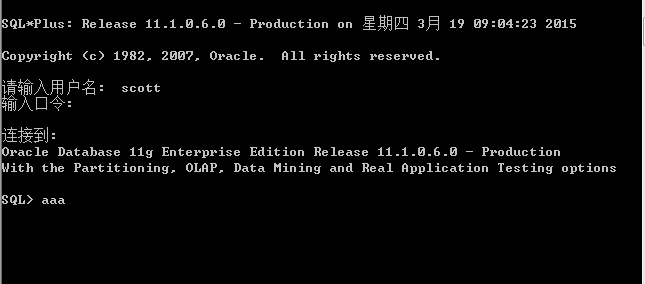 SQL*Plus: Release 11.1.0.6.0 - Production on 星期四 3月 19 09:04:23 2015
Copyright (c) 1982, 2007, Oracle.  All rights reserved.
请输入用户名:  scott
输入口令:
连接到:
Oracle Database 11g Enterprise Edition Release 11.1.0.6.0 - Production
With the Partitioning, OLAP, Data Mining and Real Application Testing options
SQL> aaa